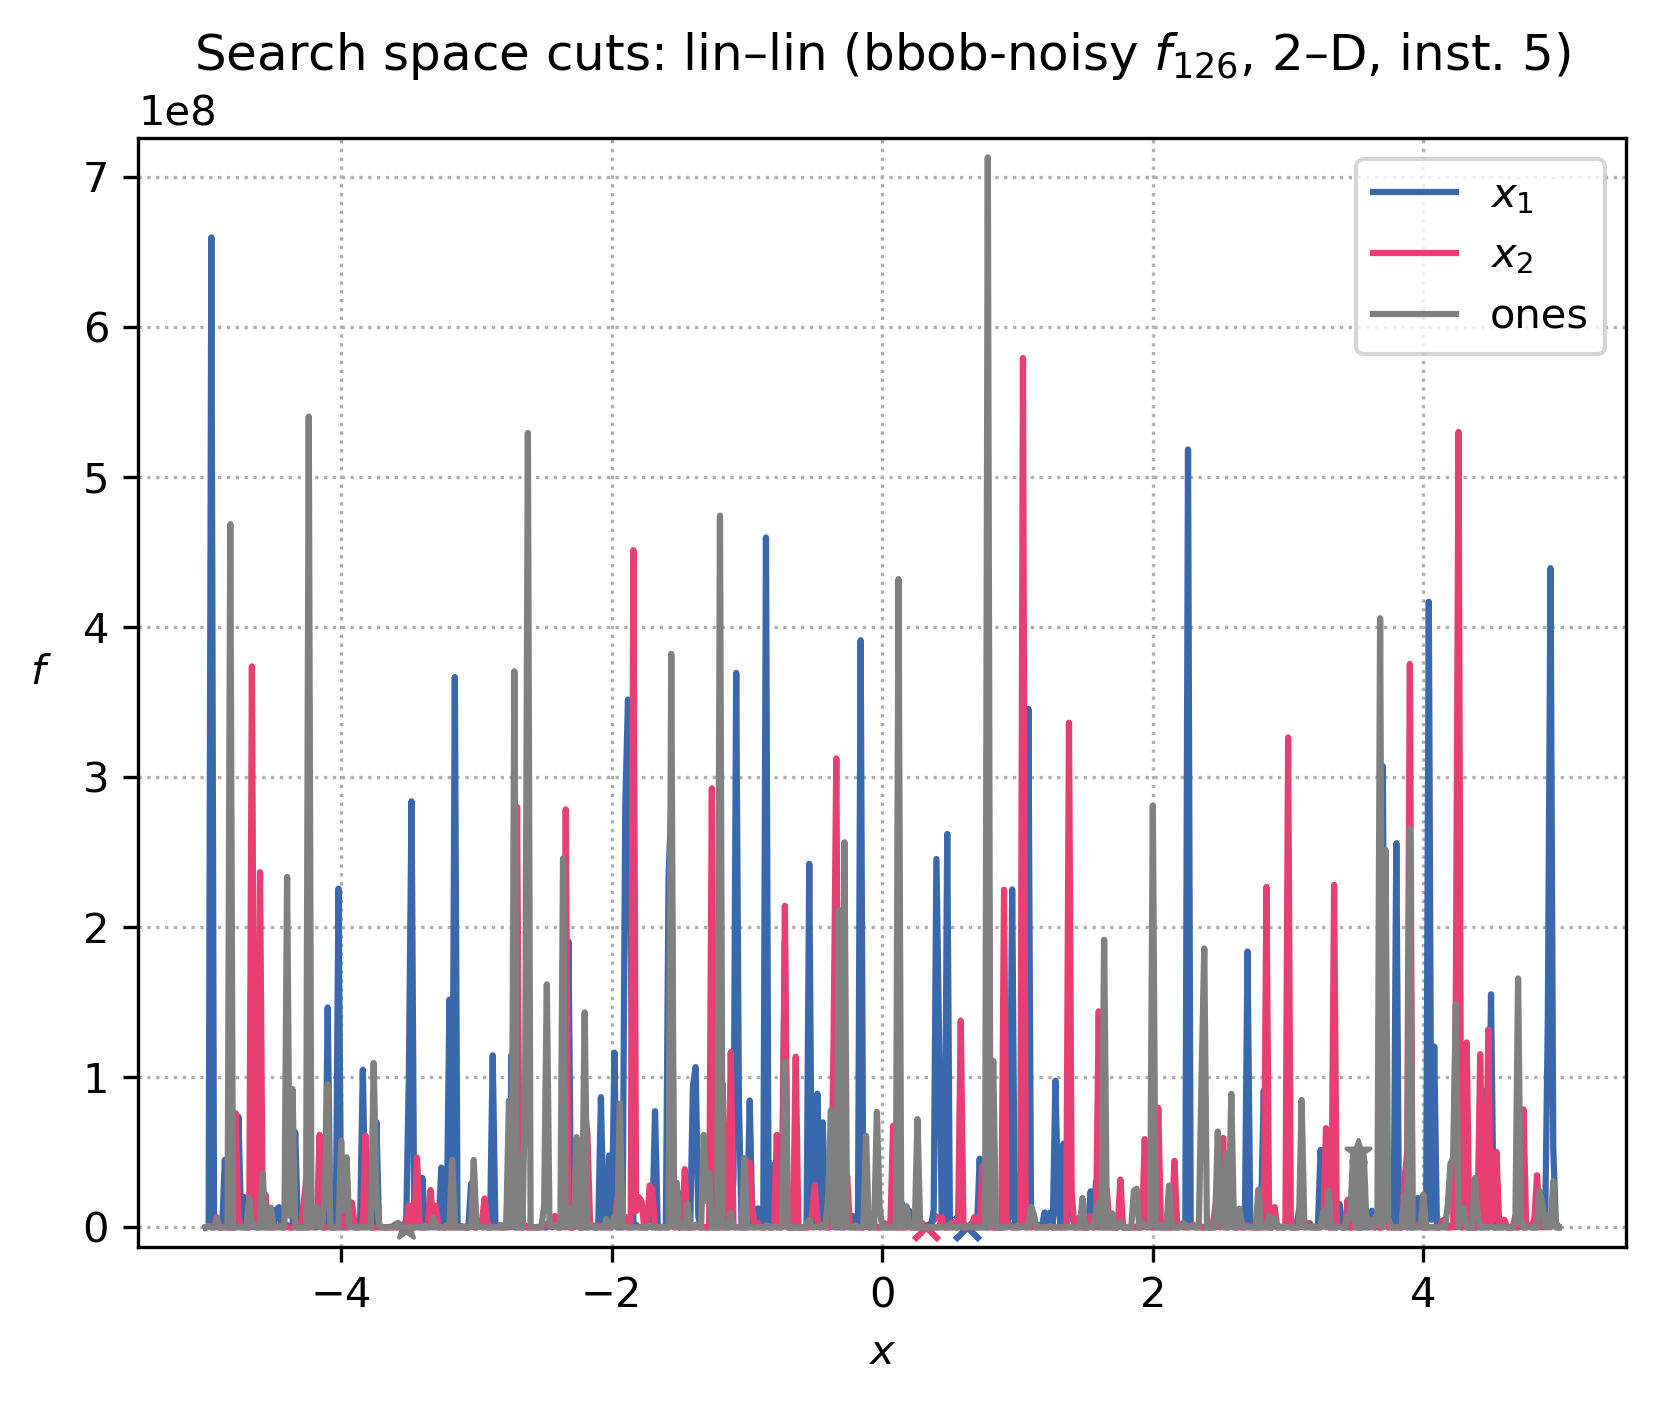 Search space cuts: lin–lin (bbob-noisy f₁₂₆, 2–D, inst. 5)
1e8
7
6
5
4
3
2
1
0
f
x₁
x₂
ones
−4 −2 0 2 4
x